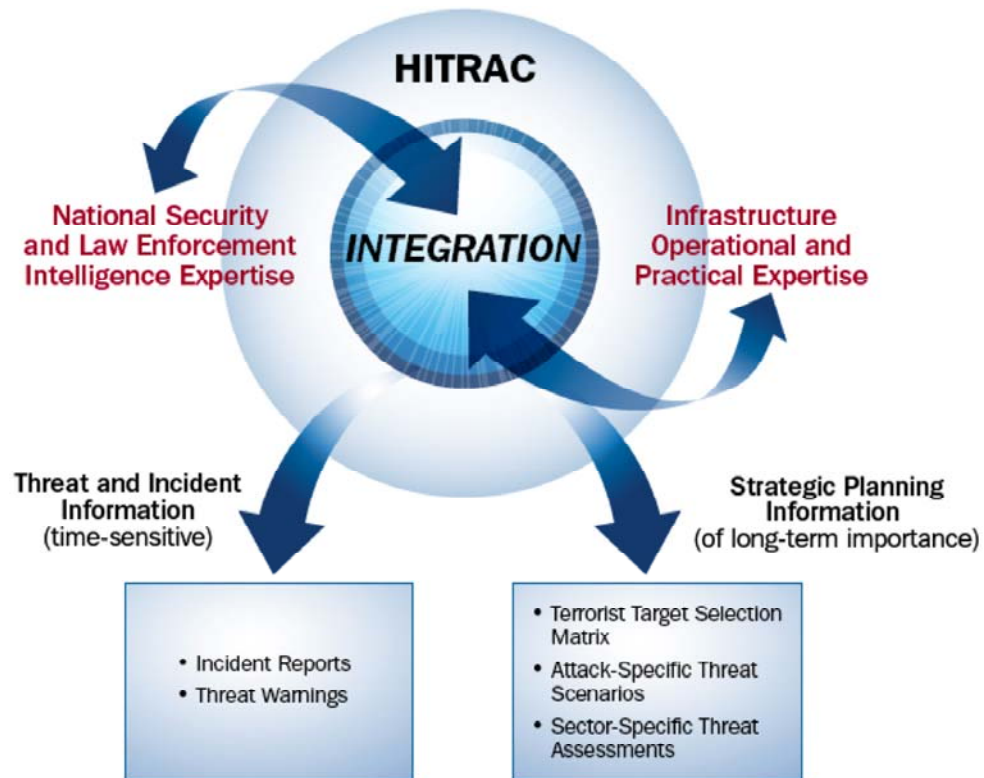 HITRAC
National Security
and Law Enforcement
Intelligence Expertise
INTEGRATION
Infrastructure
Operational and
Practical Expertise
Threat and Incident
Information
(time-sensitive)
Strategic Planning
Information
(of long-term importance)
• Incident Reports
• Threat Warnings
• Terrorist Target Selection
Matrix
• Attack-Specific Threat
Scenarios
• Sector-Specific Threat
Assessments